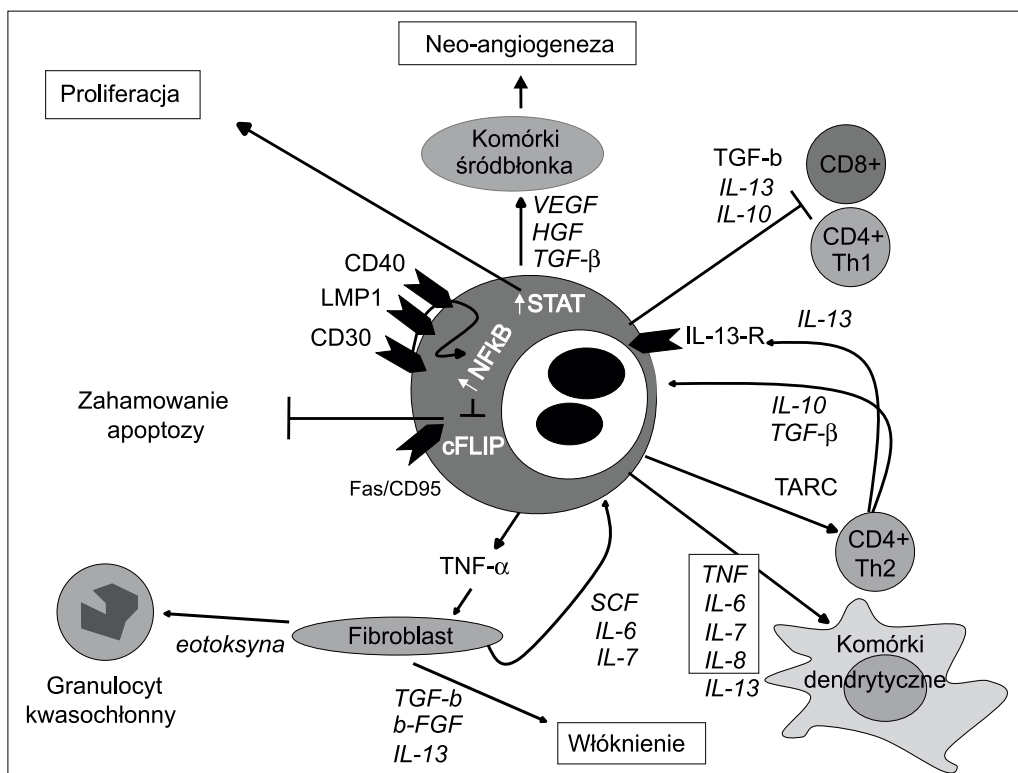 Neo-angiogeneza
Proliferacja
Komórki
śródbłonka
TGF-b
IL-13
IL-10
CD8+
CD4+
Th1
VEGF
HGF
TGF-β
CD40
LMP1
CD30
↑STAT
↑NFkB
IL-13-R
IL-13
IL-10
TGF-β
Zahamowanie
apoptozy
cFLIP
Fas/CD95
TARC
CD4+
Th2
TNF-α
SCF
IL-6
IL-7
TNF
IL-6
IL-7
IL-8
IL-13
Komórki
dendrytyczne
eotoksyna
Fibroblast
Granulocyt
kwasochłonny
TGF-b
b-FGF
IL-13
Włóknienie